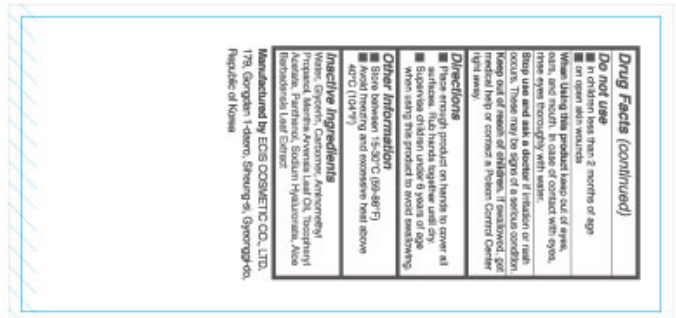 Drug Facts (continued)
Do not use
■ in children less than 2 months of age
■ on open skin wounds
When Using this product keep out of eyes,
ears, and mouth. In case of contact with eyes,
rinse eyes thoroughly with water.
Stop use and ask a doctor if irritation or rash
occurs. These may be signs of a serious condition.
Keep out of reach of children. If swallowed, get
medical help or contact a Poison Control Center
right away.
Directions
■ Place enough product on hands to cover all
surfaces. Rub hands together until dry.
■ Supervise children under 6 years of age
when using this product to avoid swallowing.
Other information
■ Store between 15-30°C (59-86°F)
■ Avoid freezing and excessive heat above
40°C (104°F)
Inactive ingredients
Water, Glycerin, Carbomer, Aminomethyl
Propanol, Mentha Arvensis Leaf Oil, Tocopheryl
Acetate, Panthenol, Sodium Hyaluronate, Aloe
Barbadensis Leaf Extract
Manufactured by ECIS COSMETIC CO., LTD.
179, Gongdan 1-daero, Siheung-si, Gyeonggi-do,
Republic of Korea